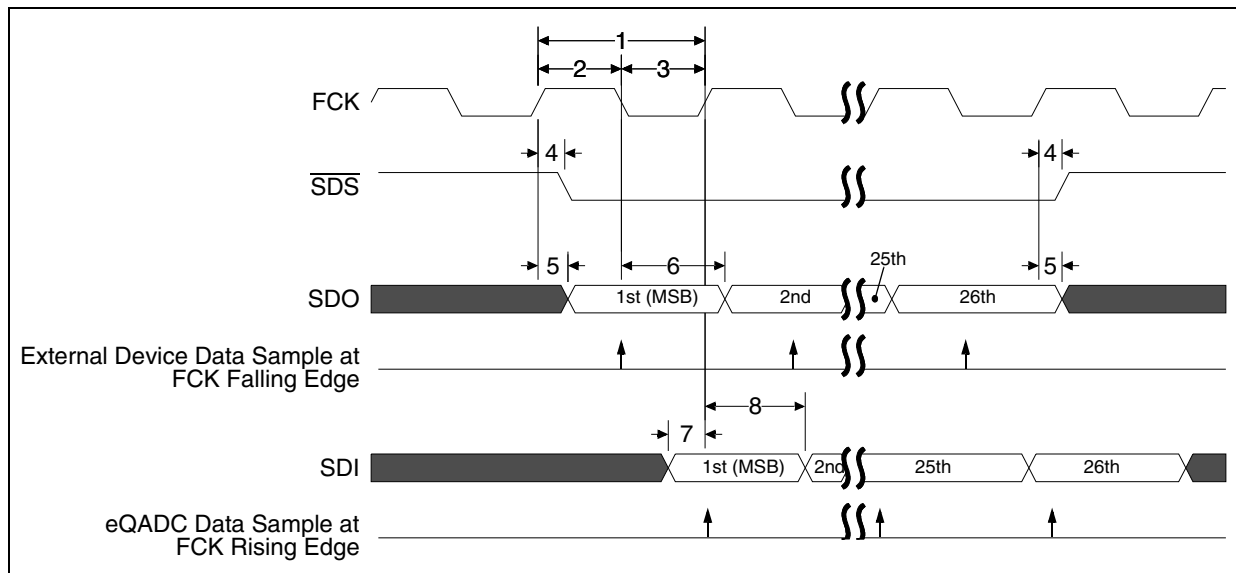 1
2 3
FCK
4 4
SDS
25th
5 6 5
SDO 1st (MSB) 2nd 26th
External Device Data Sample at
FCK Falling Edge
8
7
SDI 1st (MSB) 2nd 25th 26th
eQADC Data Sample at
FCK Rising Edge